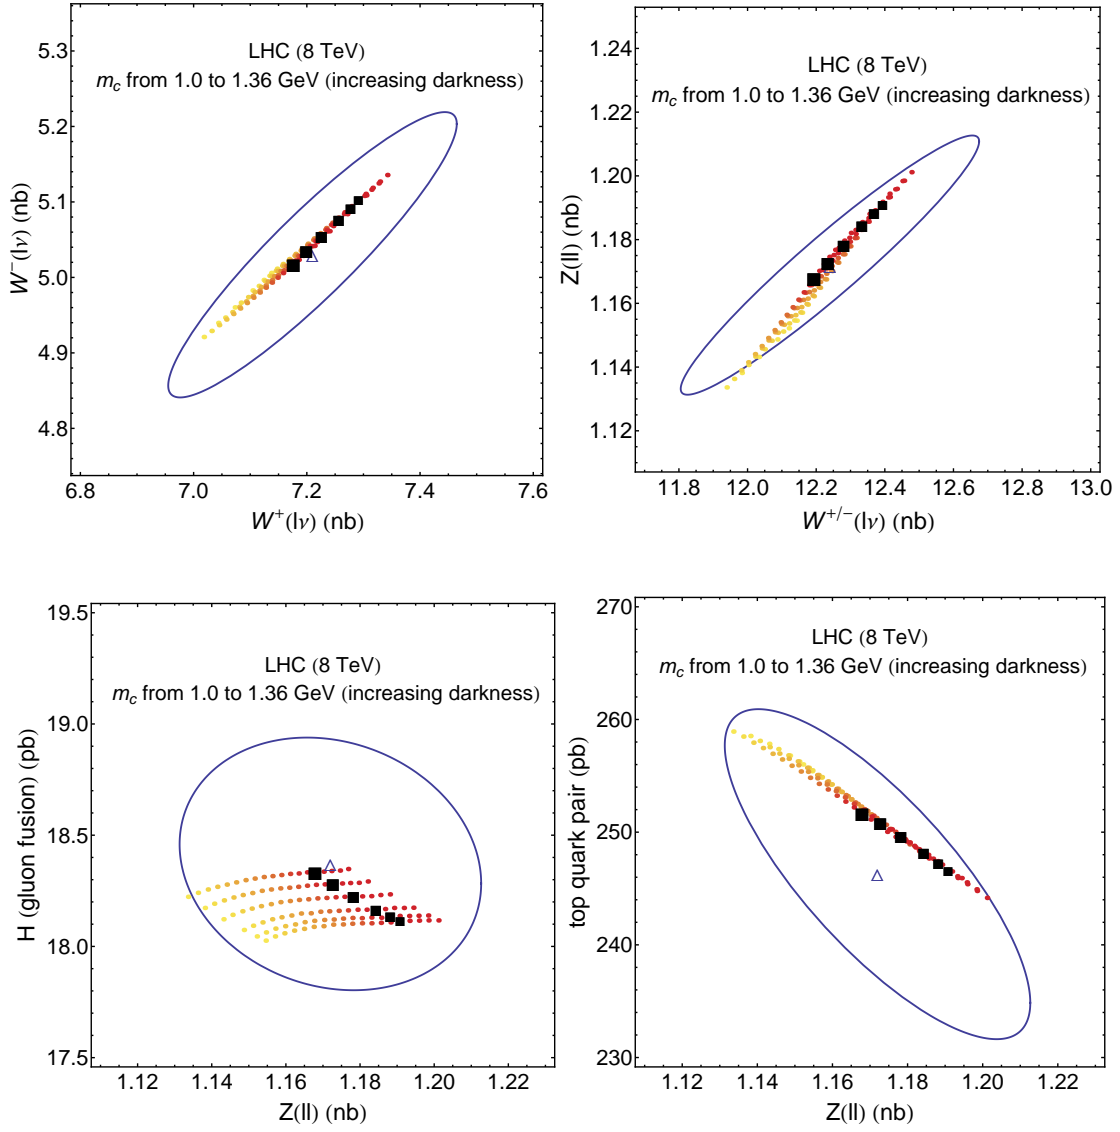 LHC (8 TeV)
m_c from 1.0 to 1.36 GeV (increasing darkness)
5.3
5.2
5.1
5.0
4.9
4.8
W⁻(lν) (nb)
6.8 7.0 7.2 7.4 7.6
W⁺(lν) (nb)
LHC (8 TeV)
m_c from 1.0 to 1.36 GeV (increasing darkness)
1.24
1.22
1.20
1.18
1.16
1.14
1.12
Z(ll) (nb)
11.8 12.0 12.2 12.4 12.6 12.8 13.0
W⁺/⁻(lν) (nb)
LHC (8 TeV)
m_c from 1.0 to 1.36 GeV (increasing darkness)
19.5
19.0
18.5
18.0
17.5
H (gluon fusion) (pb)
1.12 1.14 1.16 1.18 1.20 1.22
Z(ll) (nb)
LHC (8 TeV)
m_c from 1.0 to 1.36 GeV (increasing darkness)
270
260
250
240
230
top quark pair (pb)
1.12 1.14 1.16 1.18 1.20 1.22
Z(ll) (nb)